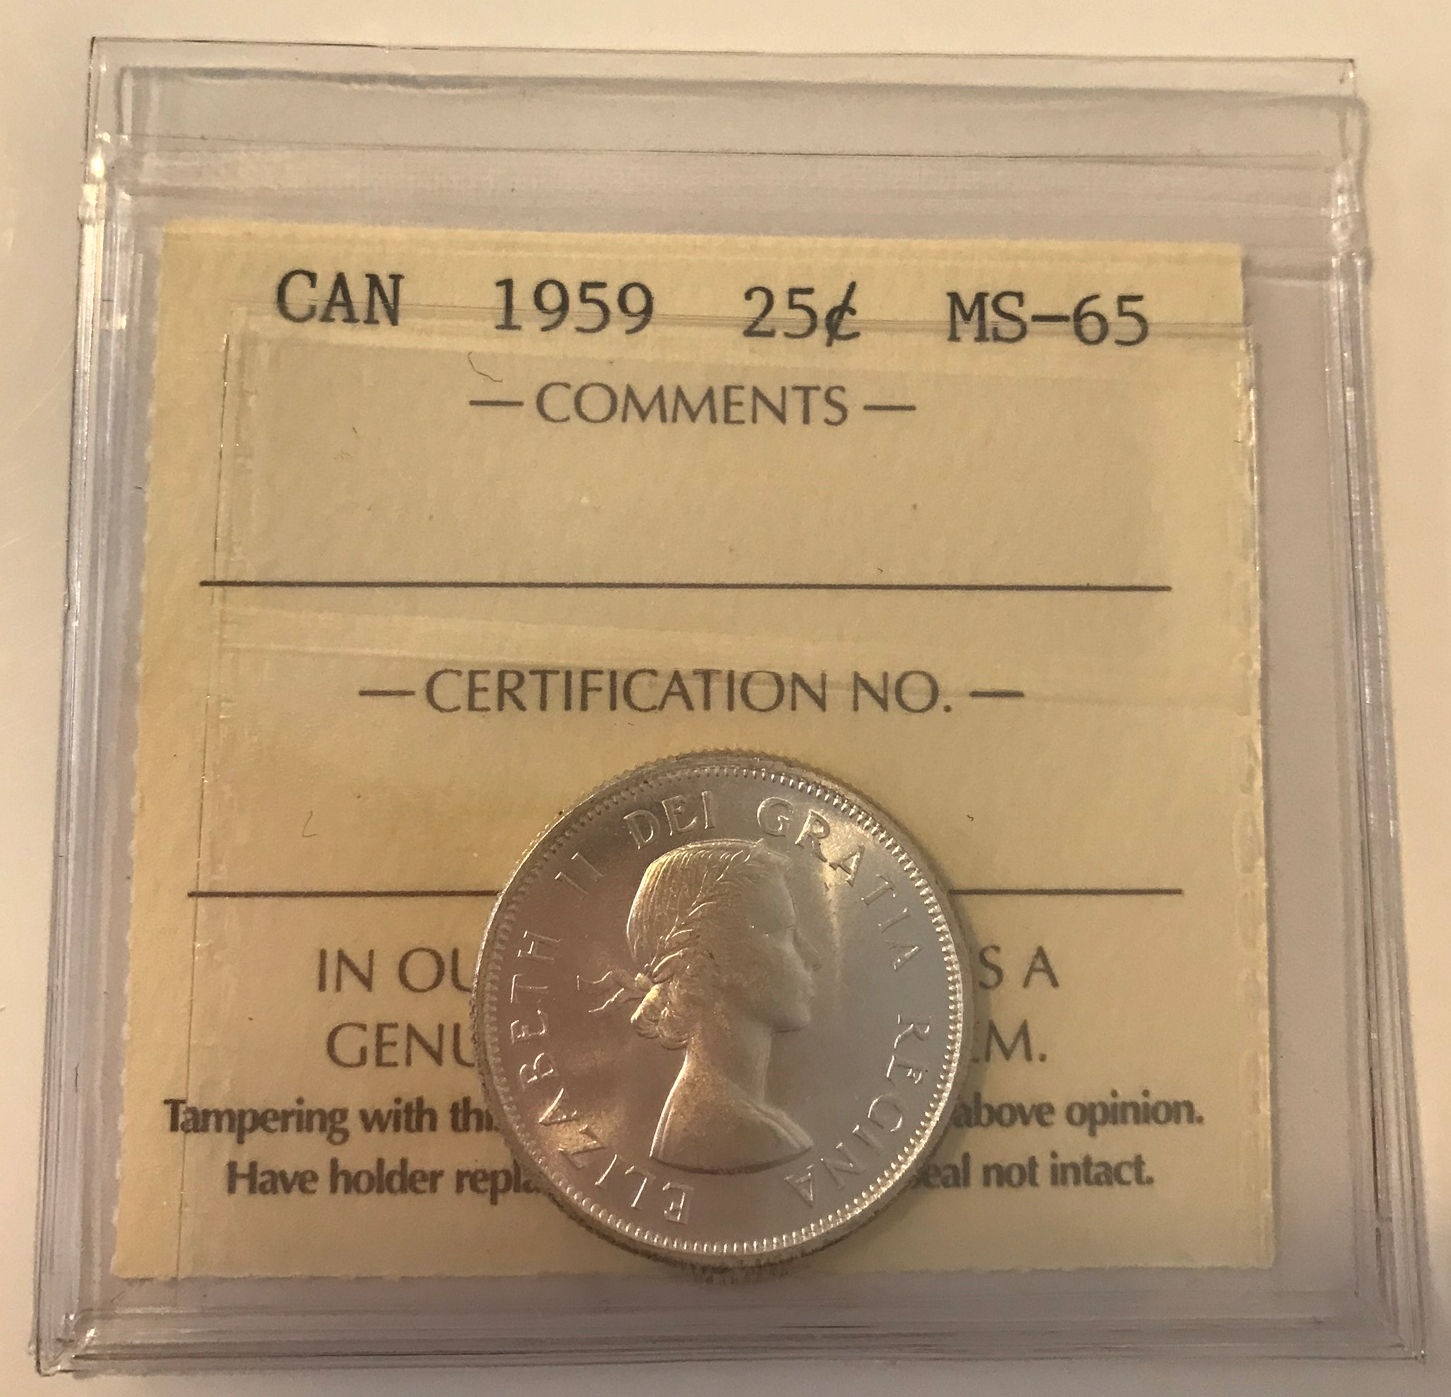 CAN 1959 25¢ MS-65
— COMMENTS —
— CERTIFICATION NO. —
IN OU S A
GENU EM.
Tampering with thi above opinion.
Have holder repla seal not intact.
ELIZABETH II DEI GRATIA REGINA